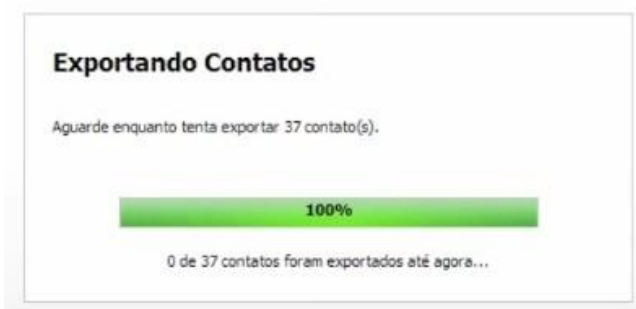 Exportando Contatos
Aguarde enquanto tenta exportar 37 contato(s).
100%
0 de 37 contatos foram exportados até agora...